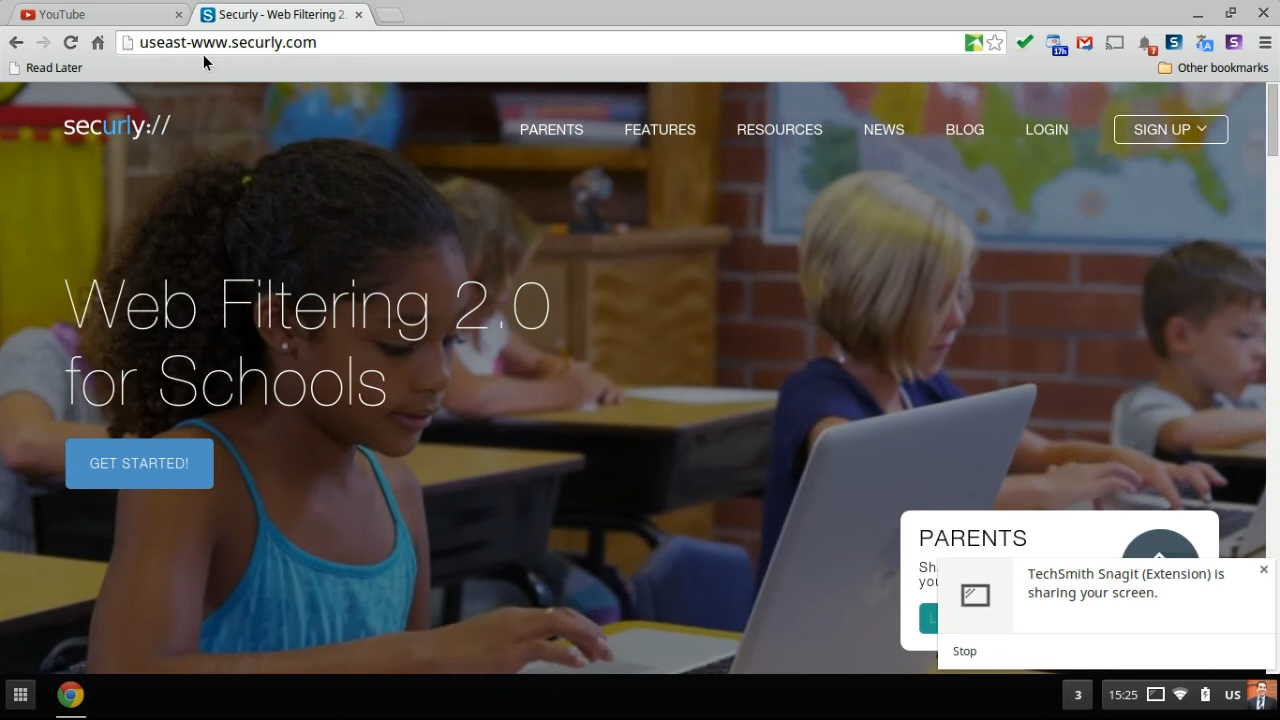 YouTube
Securly - Web Filtering 2.
useast-www.securly.com
17h
7
Read Later
Other bookmarks
securly://
PARENTS
FEATURES
RESOURCES
NEWS
BLOG
LOGIN
SIGN UP
Web Filtering 2.0
for Schools
GET STARTED!
PARENTS
TechSmith Snagit (Extension) is
sharing your screen.
Stop
3
15:25
US